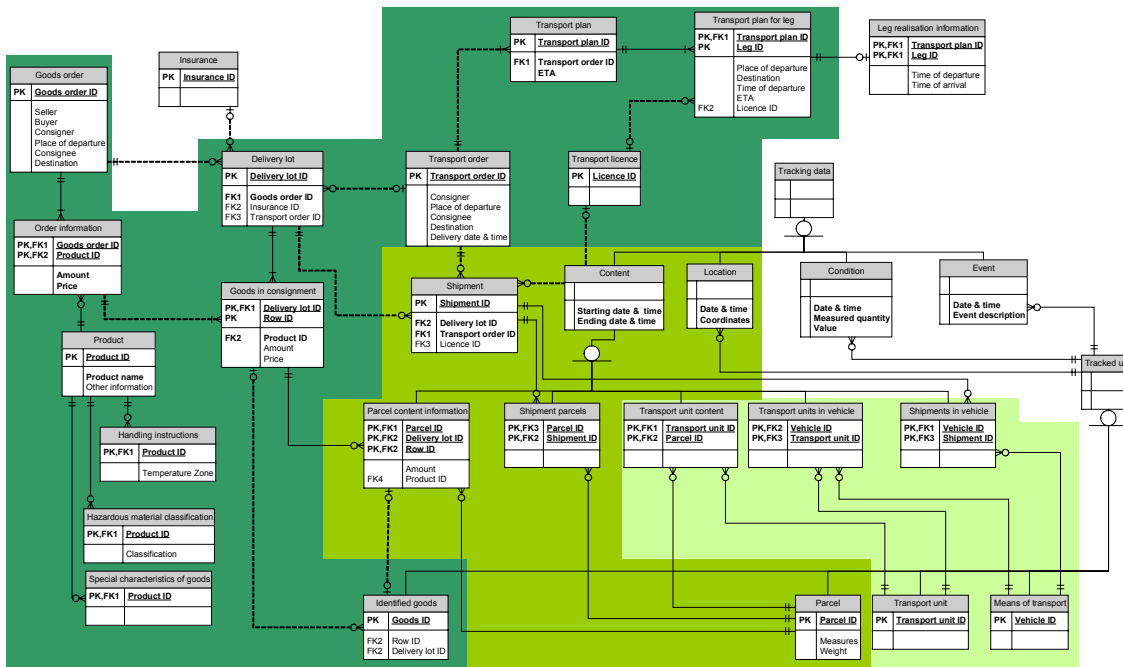 Transport plan
PK Transport plan ID
FK1 Transport order ID
ETA
Transport plan for leg
PK,FK1 Transport plan ID
PK Leg ID
Place of departure
Destination
Time of departure
ETA
FK2 Licence ID
Leg realisation information
PK,FK1 Transport plan ID
PK,FK1 Leg ID
Time of departure
Time of arrival
Goods order
PK Goods order ID
Seller
Buyer
Consigner
Place of departure
Consignee
Destination
Insurance
PK Insurance ID
Delivery lot
PK Delivery lot ID
FK1 Goods order ID
FK2 Insurance ID
FK3 Transport order ID
Transport order
PK Transport order ID
Consigner
Place of departure
Consignee
Destination
Delivery date & time
Transport licence
PK Licence ID
Tracking data
Order information
PK,FK1 Goods order ID
PK,FK2 Product ID
Amount
Price
Goods in consignment
PK,FK1 Delivery lot ID
PK Row ID
FK2 Product ID
Amount
Price
Shipment
PK Shipment ID
FK2 Delivery lot ID
FK1 Transport order ID
FK3 Licence ID
Content
Starting date & time
Ending date & time
Location
Date & time
Coordinates
Condition
Date & time
Measured quantity
Value
Event
Date & time
Event description
Tracked u
Product
PK Product ID
Product name
Other information
Handling instructions
PK,FK1 Product ID
Temperature Zone
Hazardous material classification
PK,FK1 Product ID
Classification
Special characteristics of goods
PK,FK1 Product ID
Parcel content information
PK,FK1 Parcel ID
PK,FK2 Delivery lot ID
PK,FK2 Row ID
Amount
FK4 Product ID
Shipment parcels
PK,FK3 Parcel ID
PK,FK2 Shipment ID
Transport unit content
PK,FK1 Transport unit ID
PK,FK2 Parcel ID
Transport units in vehicle
PK,FK2 Vehicle ID
PK,FK3 Transport unit ID
Shipments in vehicle
PK,FK1 Vehicle ID
PK,FK3 Shipment ID
Identified goods
PK Goods ID
FK2 Row ID
FK2 Delivery lot ID
Parcel
PK Parcel ID
Measures
Weight
Transport unit
PK Transport unit ID
Means of transport
PK Vehicle ID